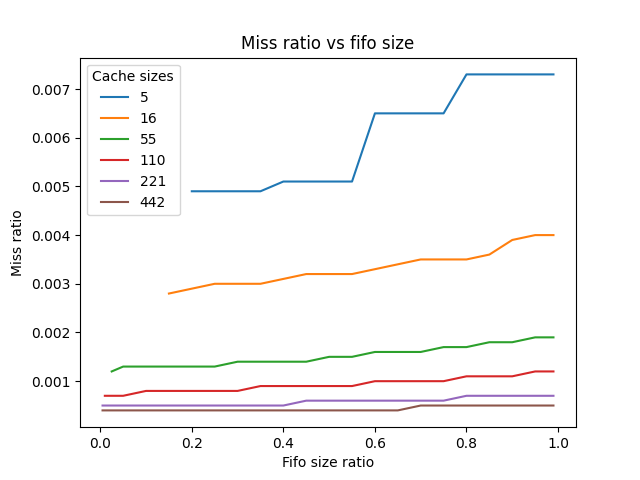 Miss ratio vs fifo size
Cache sizes
5
16
55
110
221
442
0.007
0.006
0.005
0.004
0.003
0.002
0.001
Miss ratio
0.0 0.2 0.4 0.6 0.8 1.0
Fifo size ratio